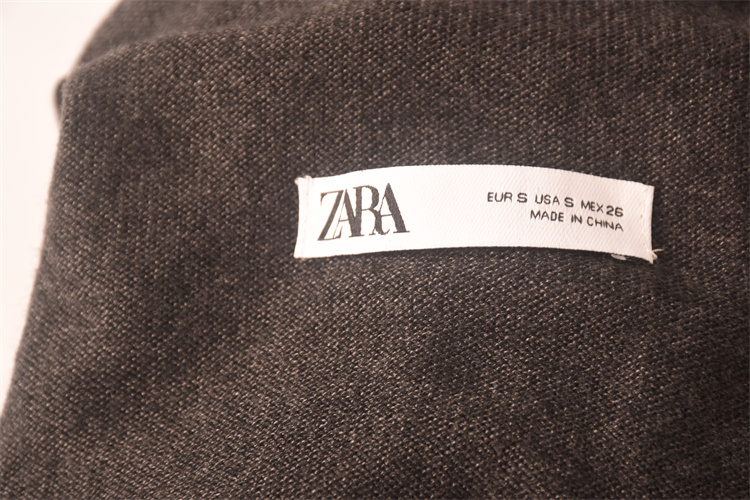 ZARA
EUR S USA S MEX 26
MADE IN CHINA